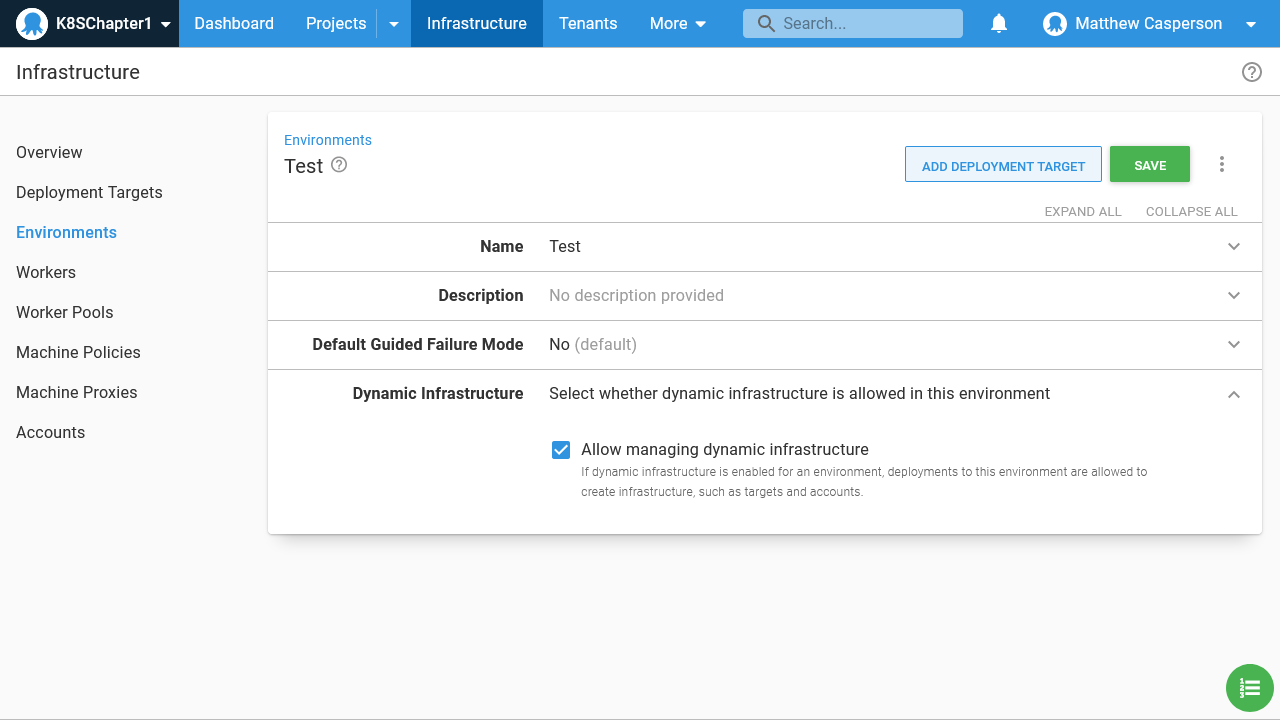 K8SChapter1
Dashboard
Projects
Infrastructure
Tenants
More
Search...
Matthew Casperson
Infrastructure
Overview
Deployment Targets
Environments
Workers
Worker Pools
Machine Policies
Machine Proxies
Accounts
Environments
Test
ADD DEPLOYMENT TARGET
SAVE
EXPAND ALL
COLLAPSE ALL
Name
Test
Description
No description provided
Default Guided Failure Mode
No (default)
Dynamic Infrastructure
Select whether dynamic infrastructure is allowed in this environment
Allow managing dynamic infrastructure
If dynamic infrastructure is enabled for an environment, deployments to this environment are allowed to
create infrastructure, such as targets and accounts.